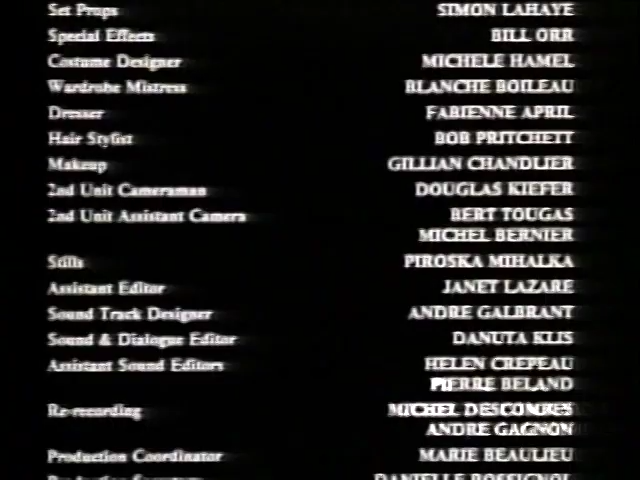 Set Props SIMON LAHAYE
Special Effects BILL ORR
Costume Designer MICHELE HAMEL
Wardrobe Mistress BLANCHE BOILEAU
Dresser FABIENNE APRIL
Hair Stylist BOB PRITCHETT
Makeup GILLIAN CHANDLER
2nd Unit Cameraman DOUGLAS KIEFER
2nd Unit Assistant Camera BERT TOUGAS
MICHEL BERNIER
Stills PIROSKA MIHALKA
Assistant Editor JANET LAZARE
Sound Track Designer ANDRE GALBRANT
Sound & Dialogue Editor DANUTA KLIS
Assistant Sound Editors HELEN CREPEAU
PIERRE BELAND
Re-recording MICHEL DESCOMBES
ANDRE GAGNON
Production Coordinator MARIE BEAULIEU
Production DANIELLE ROSSIGNOL